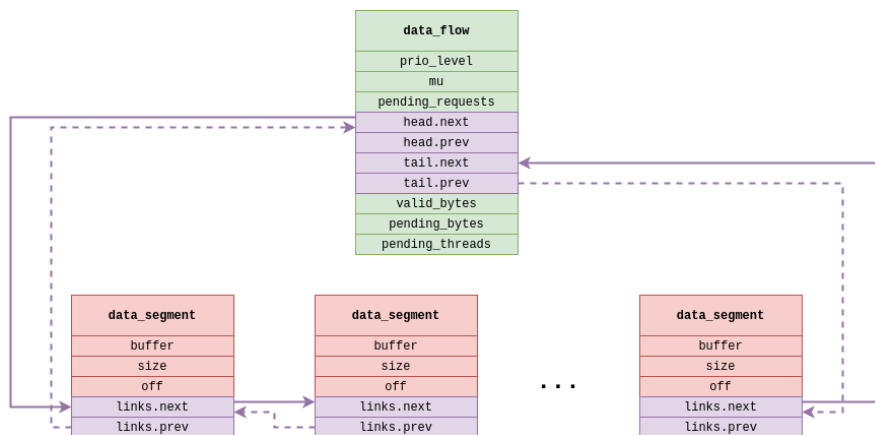 data_flow
prio_level
mu
pending_requests
head.next
head.prev
tail.next
tail.prev
valid_bytes
pending_bytes
pending_threads
data_segment
buffer
size
off
links.next
links.prev
data_segment
buffer
size
off
links.next
links.prev
...
data_segment
buffer
size
off
links.next
links.prev